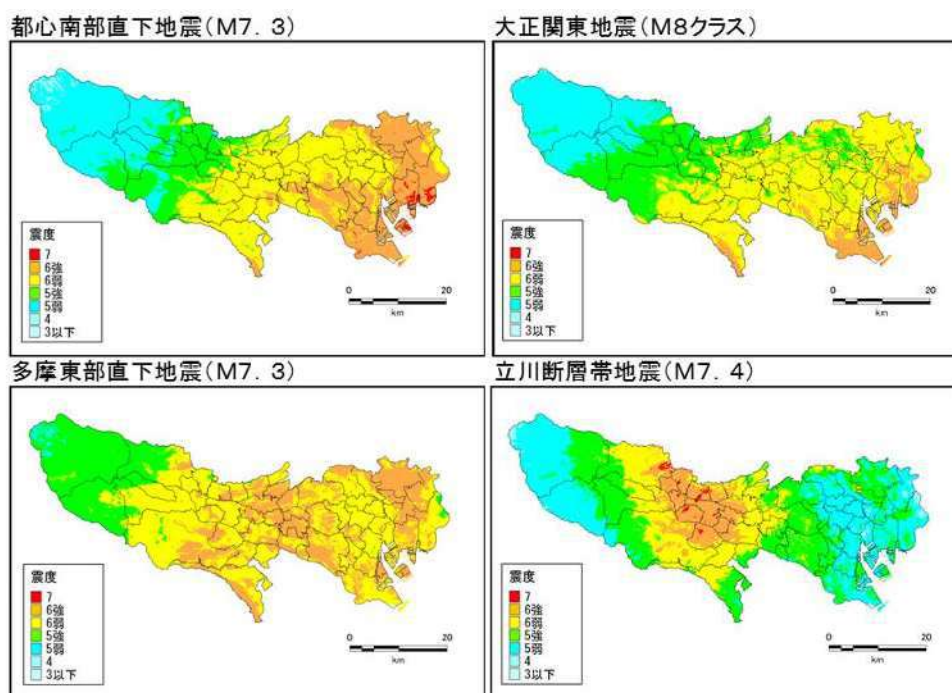 都心南部直下地震(M7.3)
震度
7
6強
6弱
5強
5弱
4
3以下
0 20
km
大正関東地震(M8クラス)
震度
7
6強
6弱
5強
5弱
4
3以下
0 20
km
多摩東部直下地震(M7.3)
震度
7
6強
6弱
5強
5弱
4
3以下
0 20
km
立川断層帯地震(M7.4)
震度
7
6強
6弱
5強
5弱
4
3以下
0 20
km